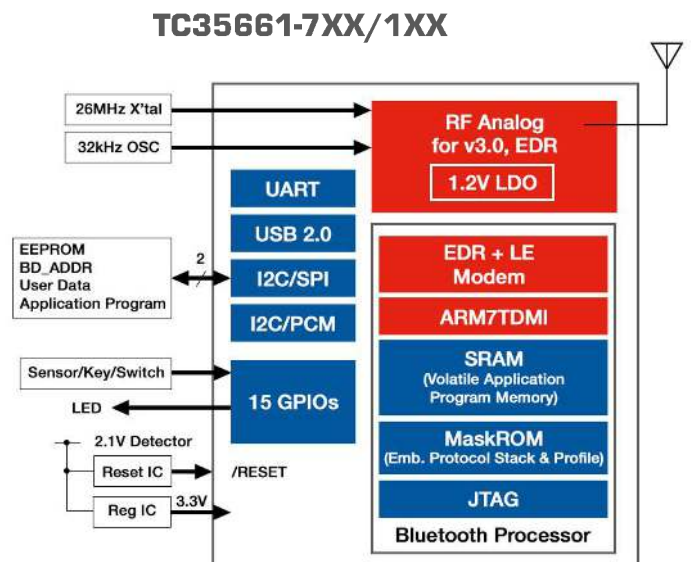 TC35661-7XX/1XX
26MHz X'tal
32kHz OSC
RF Analog
for v3.0, EDR
1.2V LDO
UART
USB 2.0
I2C/SPI
I2C/PCM
15 GPIOs
EEPROM
BD_ADDR
User Data
Application Program
2
Sensor/Key/Switch
LED
2.1V Detector
Reset IC
/RESET
Reg IC
3.3V
EDR + LE
Modem
ARM7TDMI
SRAM
(Volatile Application
Program Memory)
MaskROM
(Emb. Protocol Stack & Profile)
JTAG
Bluetooth Processor